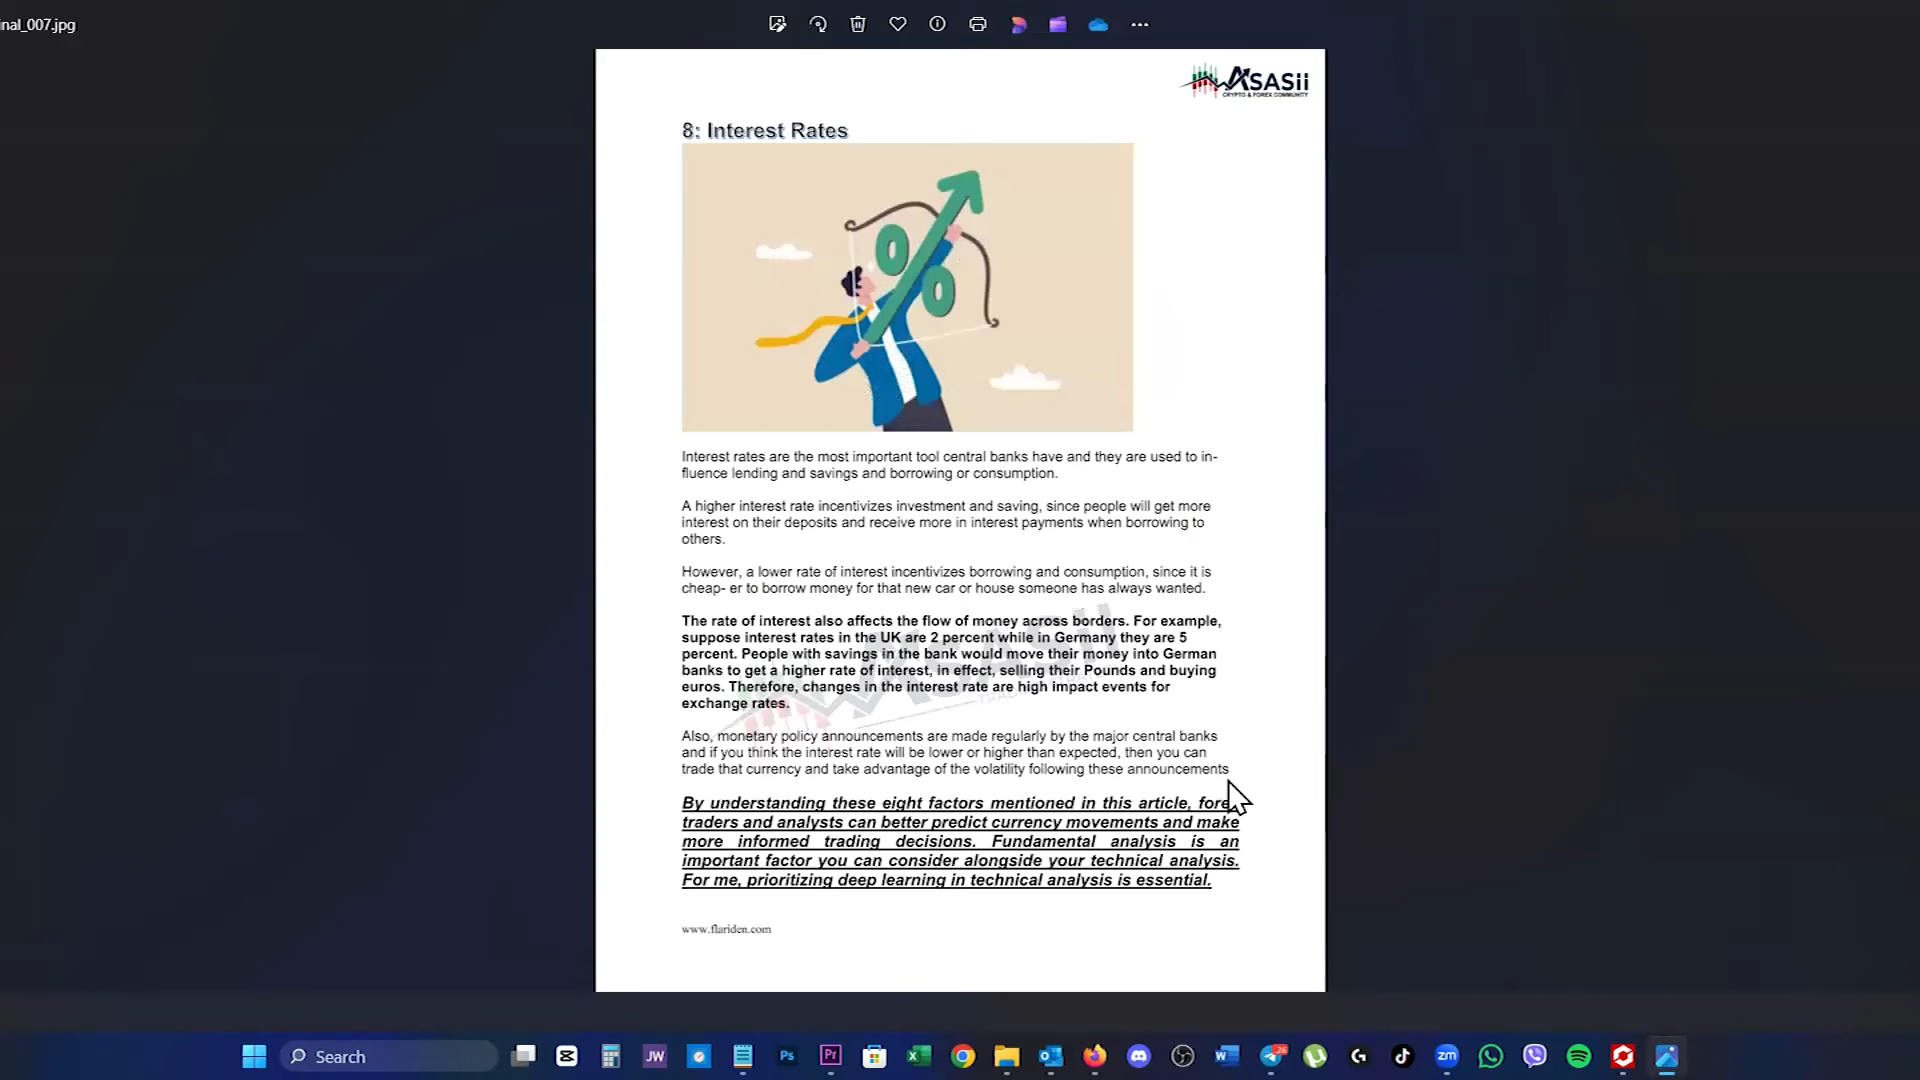 inal_007.jpg
ASASii
CRYPTO & FOREX COMMUNITY
8: Interest Rates
Interest rates are the most important tool central banks have and they are used to in-
fluence lending and savings and borrowing or consumption.
A higher interest rate incentivizes investment and saving, since people will get more
interest on their deposits and receive more in interest payments when borrowing to
others.
However, a lower rate of interest incentivizes borrowing and consumption, since it is
cheap- er to borrow money for that new car or house someone has always wanted.
The rate of interest also affects the flow of money across borders. For example,
suppose interest rates in the UK are 2 percent while in Germany they are 5
percent. People with savings in the bank would move their money into German
banks to get a higher rate of interest, in effect, selling their Pounds and buying
euros. Therefore, changes in the interest rate are high impact events for
exchange rates.
ASASii
Also, monetary policy announcements are made regularly by the major central banks
and if you think the interest rate will be lower or higher than expected, then you can
trade that currency and take advantage of the volatility following these announcements
By understanding these eight factors mentioned in this article, fore
traders and analysts can better predict currency movements and make
more informed trading decisions. Fundamental analysis is an
important factor you can consider alongside your technical analysis.
For me, prioritizing deep learning in technical analysis is essential.
www.flariden.com
Search
JW
Ps
Pr
26
zm